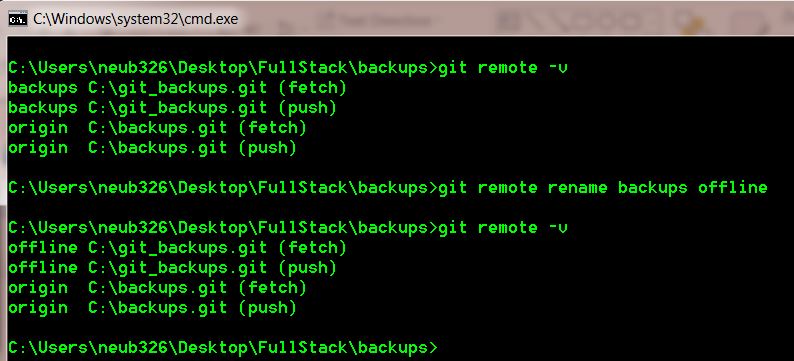 C:\Windows\system32\cmd.exe
C:\Users\neub326\Desktop\FullStack\backups>git remote -v
backups C:\git_backups.git (fetch)
backups C:\git_backups.git (push)
origin  C:\backups.git (fetch)
origin  C:\backups.git (push)
C:\Users\neub326\Desktop\FullStack\backups>git remote rename backups offline
C:\Users\neub326\Desktop\FullStack\backups>git remote -v
offline C:\git_backups.git (fetch)
offline C:\git_backups.git (push)
origin  C:\backups.git (fetch)
origin  C:\backups.git (push)
C:\Users\neub326\Desktop\FullStack\backups>